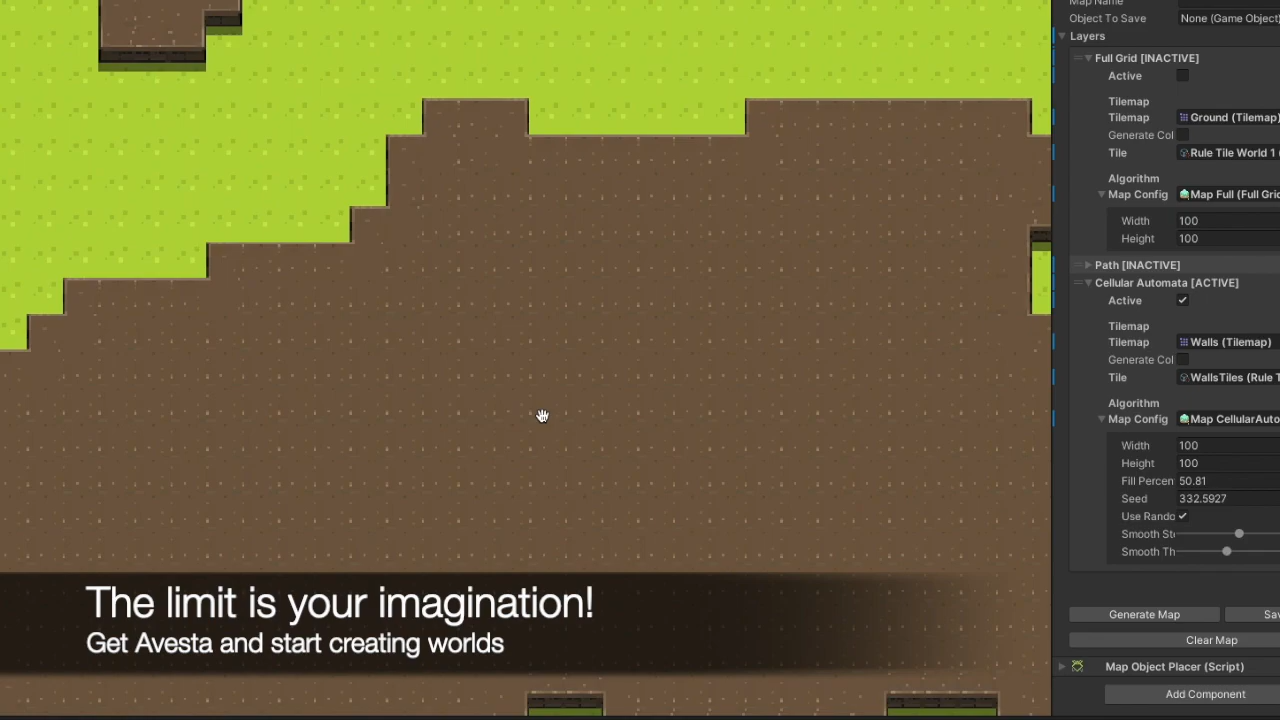 Map Name
Object To Save None (Game Object)
Layers
Full Grid [INACTIVE]
Active
Tilemap
Tilemap Ground (Tilemap)
Generate Col
Tile Rule Tile World 1
Algorithm
Map Config Map Full (Full Grid
Width 100
Height 100
Path [INACTIVE]
Cellular Automata [ACTIVE]
Active
Tilemap
Tilemap Walls (Tilemap)
Generate Col
Tile WallsTiles (Rule T
Algorithm
Map Config Map CellularAuto
Width 100
Height 100
Fill Percen 50.81
Seed 332.5927
Use Rando
Smooth St
Smooth Th
Generate Map Sa
Clear Map
Map Object Placer (Script)
Add Component
The limit is your imagination!
Get Avesta and start creating worlds